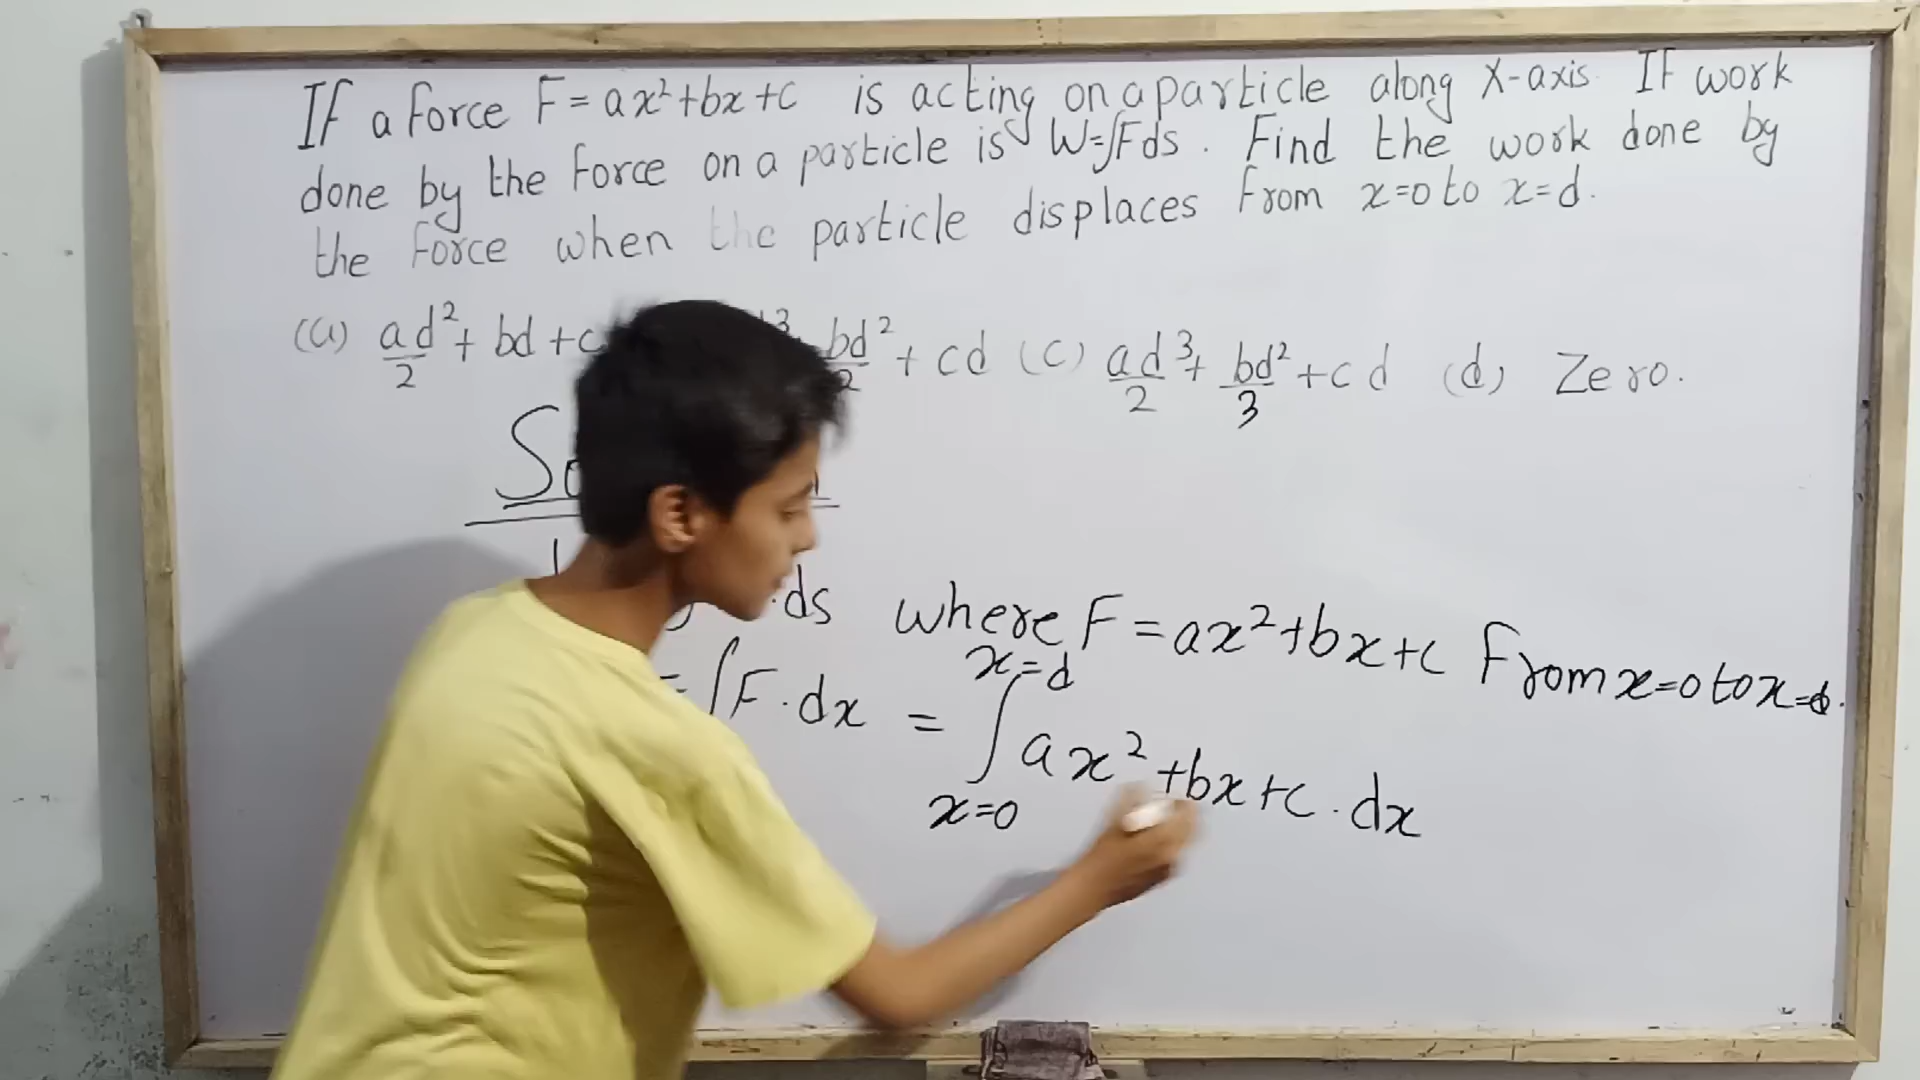 If a force F = ax²+bx+c is acting on a particle along X-axis. If work
done by the force on a particle is W=∫Fds. Find the work done by
the force when the particle displaces from x=0 to x=d.
(a) ad²/2 + bd + c bd²/2 + cd (c) ad³/2 + bd²/3 + cd (d) Zero.
.ds where F = ax²+bx+c From x=0 to x=d.
= ∫F.dx = ∫ₓ₌₀ˣ⁼ᵈ ax²+bx+c.dx